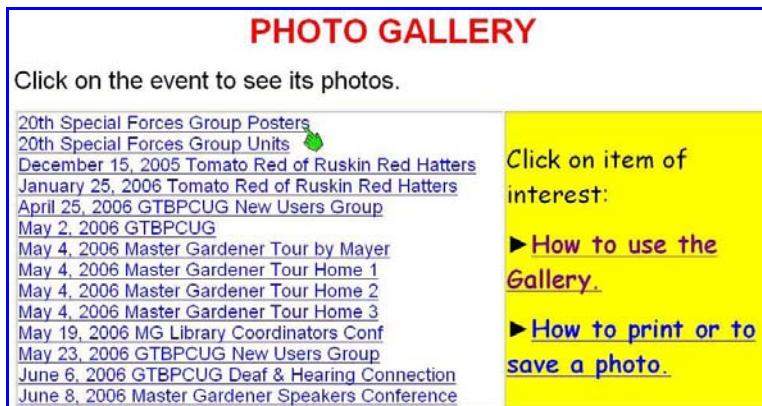 PHOTO GALLERY
Click on the event to see its photos.
20th Special Forces Group Posters
20th Special Forces Group Units
December 15, 2005 Tomato Red of Ruskin Red Hatters
January 25, 2006 Tomato Red of Ruskin Red Hatters
April 25, 2006 GTBPCUG New Users Group
May 2, 2006 GTBPCUG
May 4, 2006 Master Gardener Tour by Mayer
May 4, 2006 Master Gardener Tour Home 1
May 4, 2006 Master Gardener Tour Home 2
May 4, 2006 Master Gardener Tour Home 3
May 19, 2006 MG Library Coordinators Conf
May 23, 2006 GTBPCUG New Users Group
June 6, 2006 GTBPCUG Deaf & Hearing Connection
June 8, 2006 Master Gardener Speakers Conference
Click on item of
interest:
►How to use the
Gallery.
►How to print or to
save a photo.